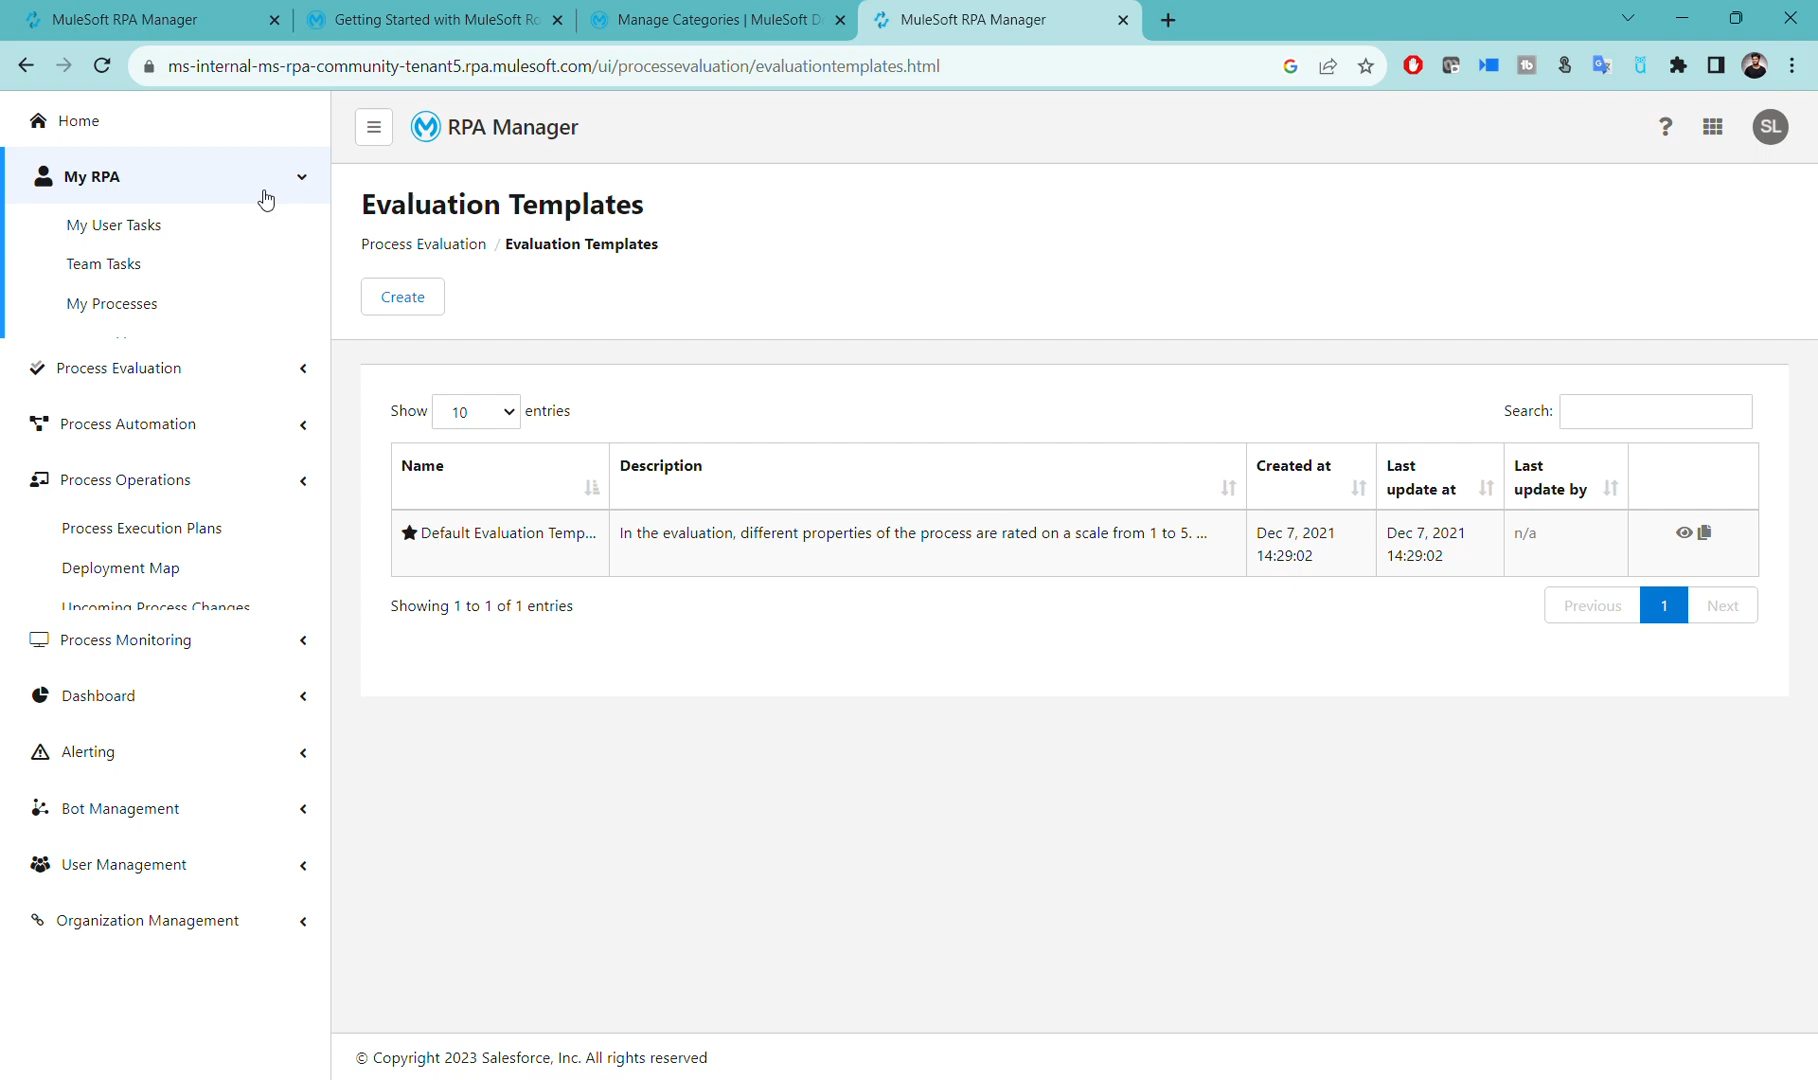 MuleSoft RPA Manager
Getting Started with MuleSoft Ro
Manage Categories | MuleSoft D
MuleSoft RPA Manager
ms-internal-ms-rpa-community-tenant5.rpa.mulesoft.com/ui/processevaluation/evaluationtemplates.html
Home
RPA Manager
SL
My RPA
My User Tasks
Team Tasks
My Processes
Process Evaluation
Process Automation
Process Operations
Process Execution Plans
Deployment Map
Upcoming Process Changes
Process Monitoring
Dashboard
Alerting
Bot Management
User Management
Organization Management
Evaluation Templates
Process Evaluation / Evaluation Templates
Create
Show 10 entries
Search:
Name
Description
Created at
Last update at
Last update by
Default Evaluation Temp...
In the evaluation, different properties of the process are rated on a scale from 1 to 5. ...
Dec 7, 2021 14:29:02
Dec 7, 2021 14:29:02
n/a
Showing 1 to 1 of 1 entries
Previous 1 Next
© Copyright 2023 Salesforce, Inc. All rights reserved